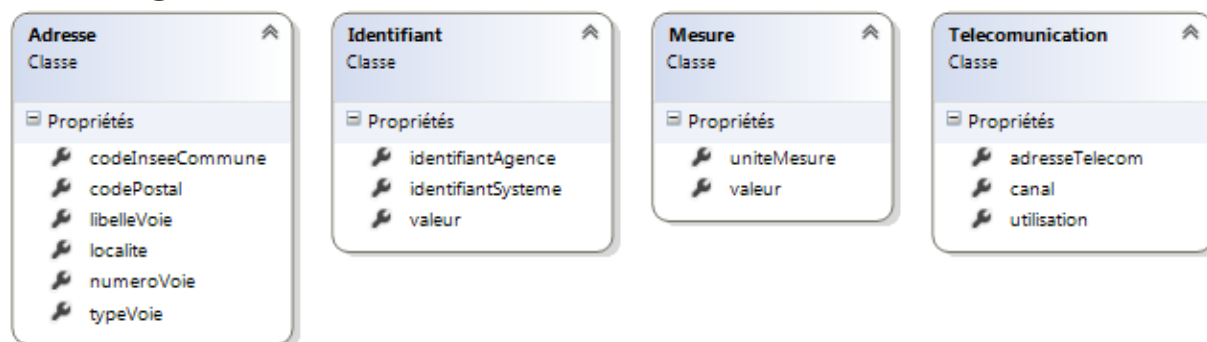 Adresse
Classe
Propriétés
codeInseeCommune
codePostal
libelleVoie
localite
numeroVoie
typeVoie
Identifiant
Classe
Propriétés
identifiantAgence
identifiantSysteme
valeur
Mesure
Classe
Propriétés
uniteMesure
valeur
Telecomunication
Classe
Propriétés
adresseTelecom
canal
utilisation